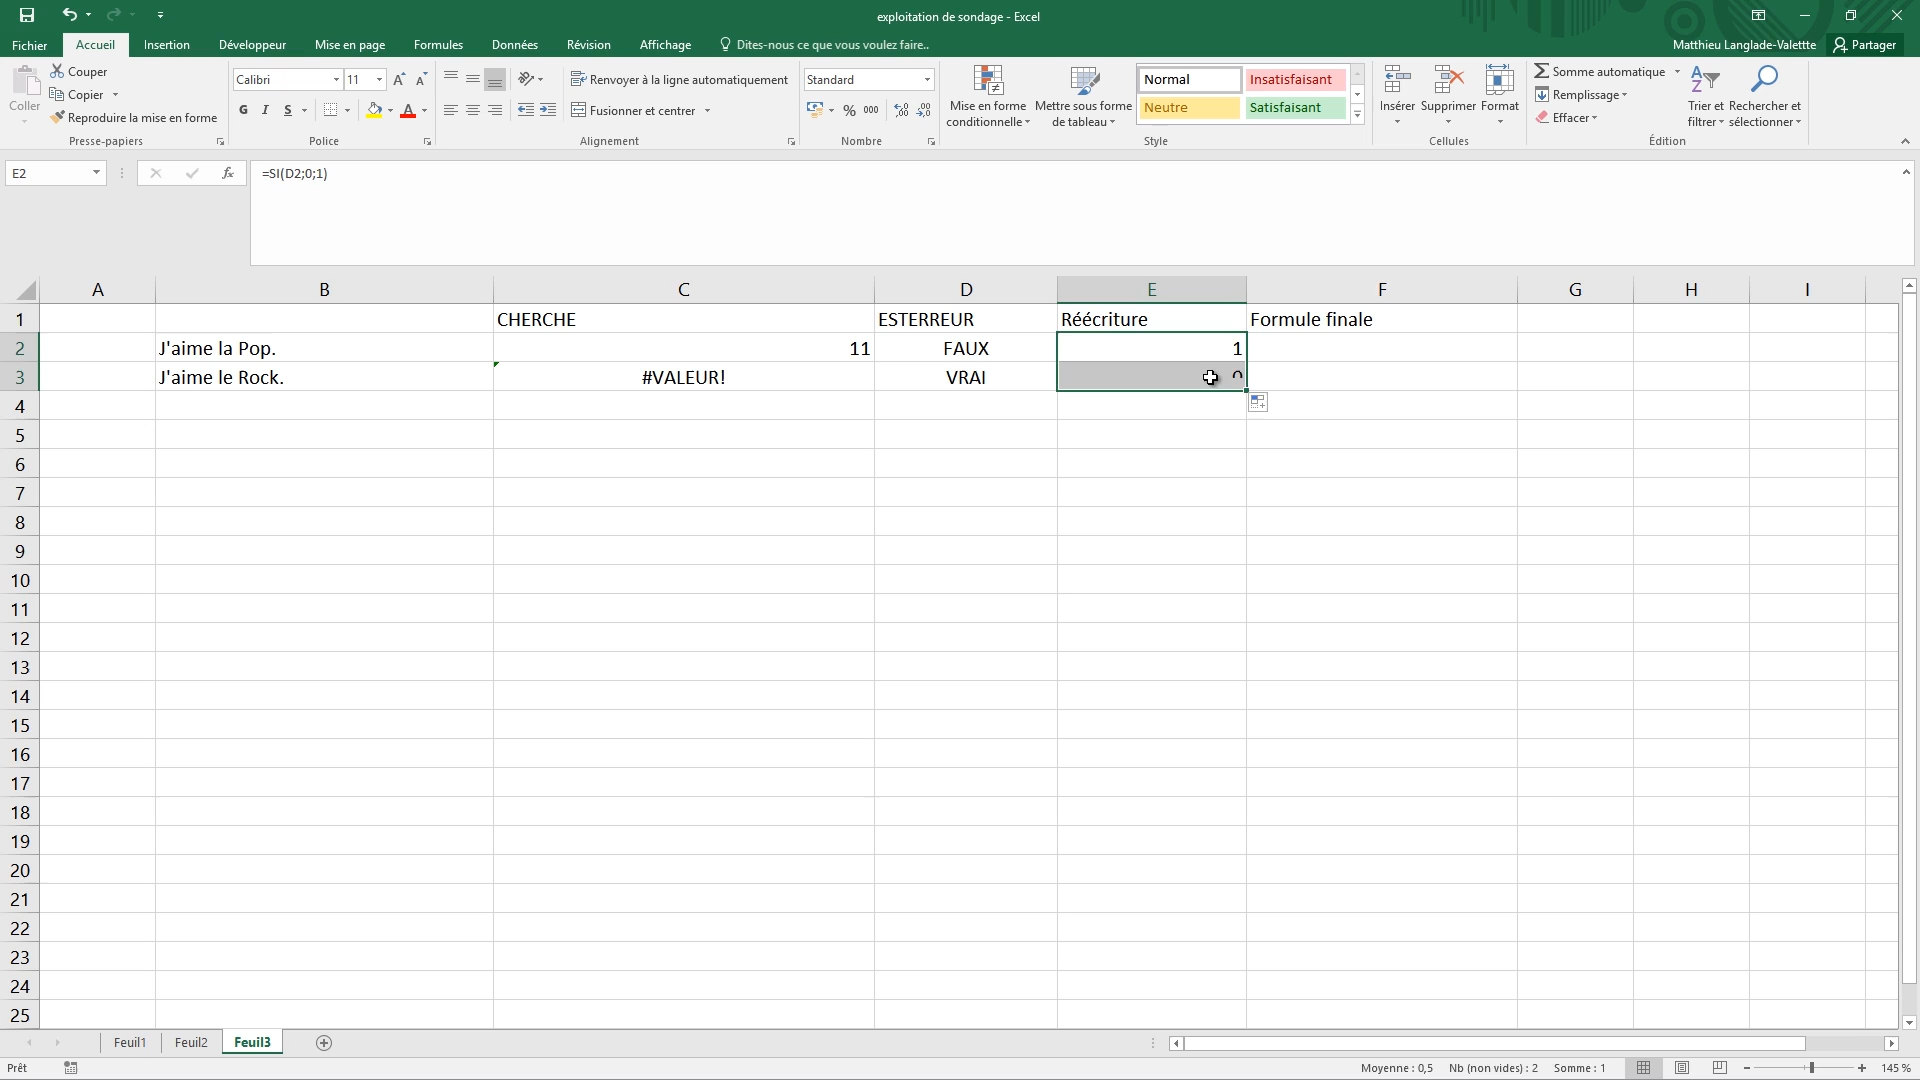 exploitation de sondage - Excel
Fichier Accueil Insertion Développeur Mise en page Formules Données Révision Affichage Dites-nous ce que vous voulez faire.. Matthieu Langlade-Valettte Partager
Coller
Couper
Copier
Reproduire la mise en forme
Presse-papiers
Calibri 11
G I S
Police
Renvoyer à la ligne automatiquement
Fusionner et centrer
Alignement
Standard
% 000
Nombre
Mise en forme conditionnelle
Mettre sous forme de tableau
Normal Insatisfaisant
Neutre Satisfaisant
Style
Insérer Supprimer Format
Cellules
Somme automatique
Remplissage
Effacer
Trier et filtrer
Rechercher et sélectionner
Édition
E2 fx =SI(D2;0;1)
A B C D E F G H I
1 CHERCHE ESTERREUR Réécriture Formule finale
2 J'aime la Pop. 11 FAUX 1
3 J'aime le Rock. #VALEUR! VRAI 0
4
5
6
7
8
9
10
11
12
13
14
15
16
17
18
19
20
21
22
23
24
25
Feuil1 Feuil2 Feuil3
Prêt Moyenne : 0,5 Nb (non vides) : 2 Somme : 1 145 %